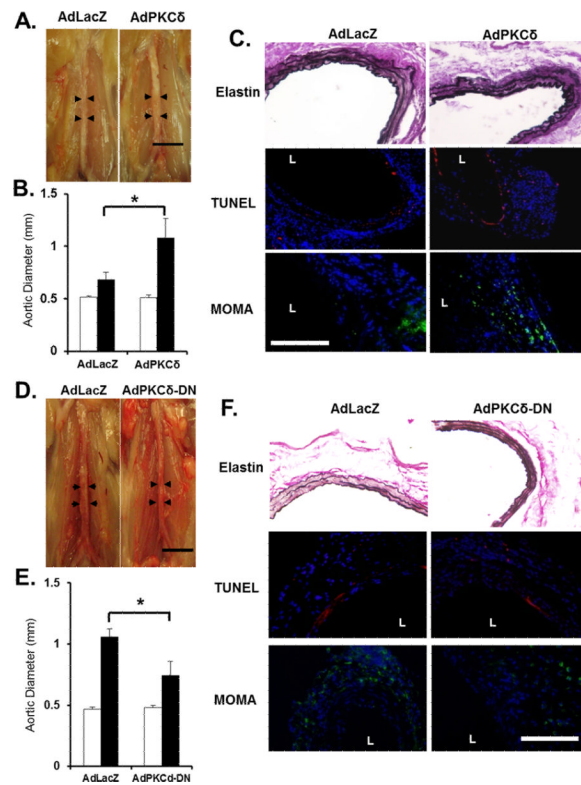 A.
AdLacZ AdPKCδ
B.
1.5
*
1
0.5
0
Aortic Diameter (mm)
AdLacZ AdPKCδ
C.
AdLacZ AdPKCδ
Elastin
TUNEL
L L
MOMA
L L
D.
AdLacZ AdPKCδ-DN
E.
1.5
*
1
0.5
0
Aortic Diameter (mm)
AdLacZ AdPKCd-DN
F.
AdLacZ AdPKCδ-DN
Elastin
TUNEL
L L
MOMA
L L